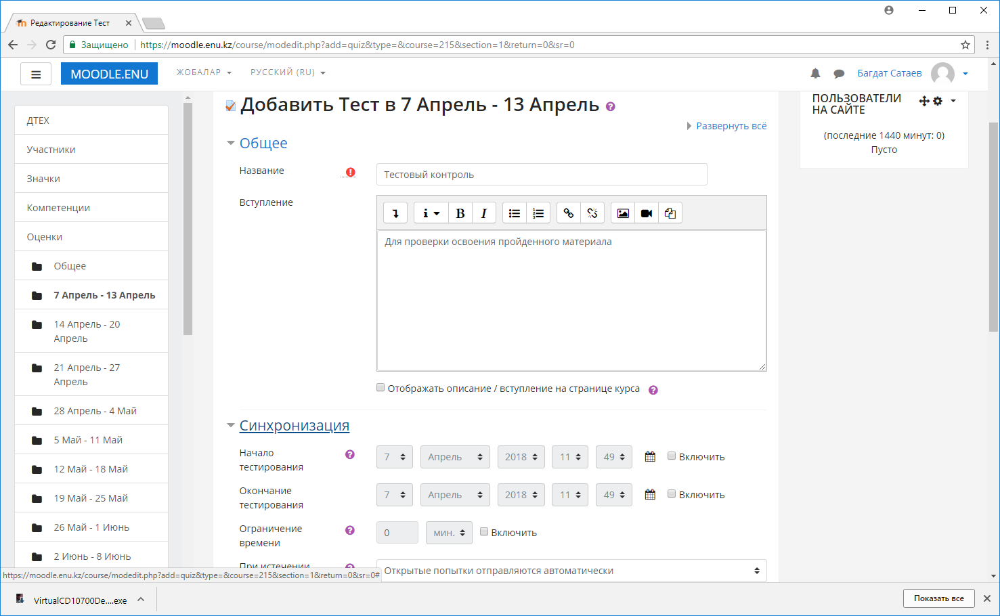 Редактирование Тест
Защищено https://moodle.enu.kz/course/modedit.php?add=quiz&type=&course=215&section=1&return=0&sr=0
MOODLE.ENU
ЖОБАЛАР
РУССКИЙ (RU)
Багдат Сатаев
ДТЕХ
Участники
Значки
Компетенции
Оценки
Общее
7 Апрель - 13 Апрель
14 Апрель - 20
Апрель
21 Апрель - 27
Апрель
28 Апрель - 4 Май
5 Май - 11 Май
12 Май - 18 Май
19 Май - 25 Май
26 Май - 1 Июнь
2 Июнь - 8 Июнь
Добавить Тест в 7 Апрель - 13 Апрель
Развернуть всё
Общее
Название
Тестовый контроль
Вступление
Для проверки освоения пройденного материала
Отображать описание / вступление на странице курса
Синхронизация
Начало
тестирования
7 Апрель 2018 11 49 Включить
Окончание
тестирования
7 Апрель 2018 11 49 Включить
Ограничение
времени
0 мин. Включить
При истечении
Открытые попытки отправляются автоматически
ПОЛЬЗОВАТЕЛИ
НА САЙТЕ
(последние 1440 минут: 0)
Пусто
https://moodle.enu.kz/course/modedit.php?add=quiz&type=&course=215&section=1&return=0&sr=0#
VirtualCD10700De....exe
Показать все